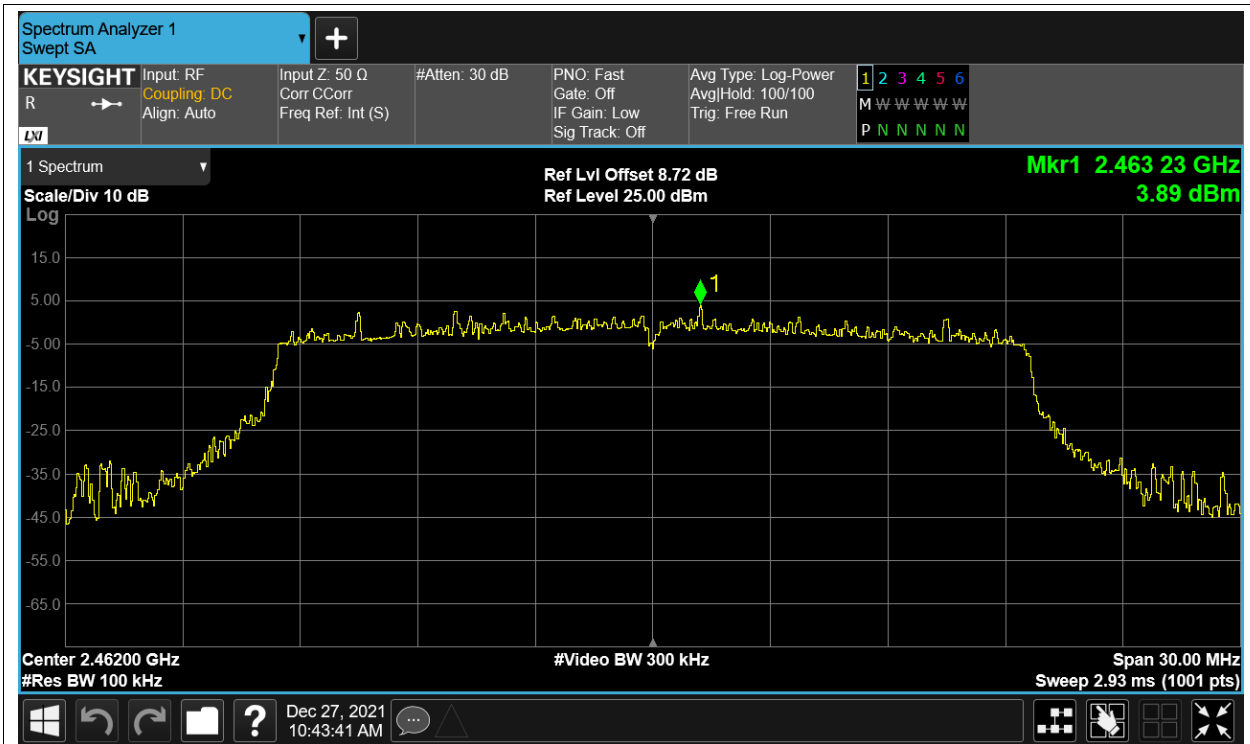 Spectrum Analyzer 1
Swept SA
KEYSIGHT
R
LXI
Input: RF
Coupling: DC
Align: Auto
Input Z: 50 Ω
Corr CCorr
Freq Ref: Int (S)
#Atten: 30 dB
PNO: Fast
Gate: Off
IF Gain: Low
Sig Track: Off
Avg Type: Log-Power
Avg|Hold: 100/100
Trig: Free Run
1 2 3 4 5 6
M W W W W W
P N N N N N
1 Spectrum
Scale/Div 10 dB
Log
Ref Lvl Offset 8.72 dB
Ref Level 25.00 dBm
Mkr1 2.463 23 GHz
3.89 dBm
15.0
5.00
-5.00
-15.0
-25.0
-35.0
-45.0
-55.0
-65.0
1
Center 2.46200 GHz
#Res BW 100 kHz
#Video BW 300 kHz
Span 30.00 MHz
Sweep 2.93 ms (1001 pts)
?
Dec 27, 2021
10:43:41 AM